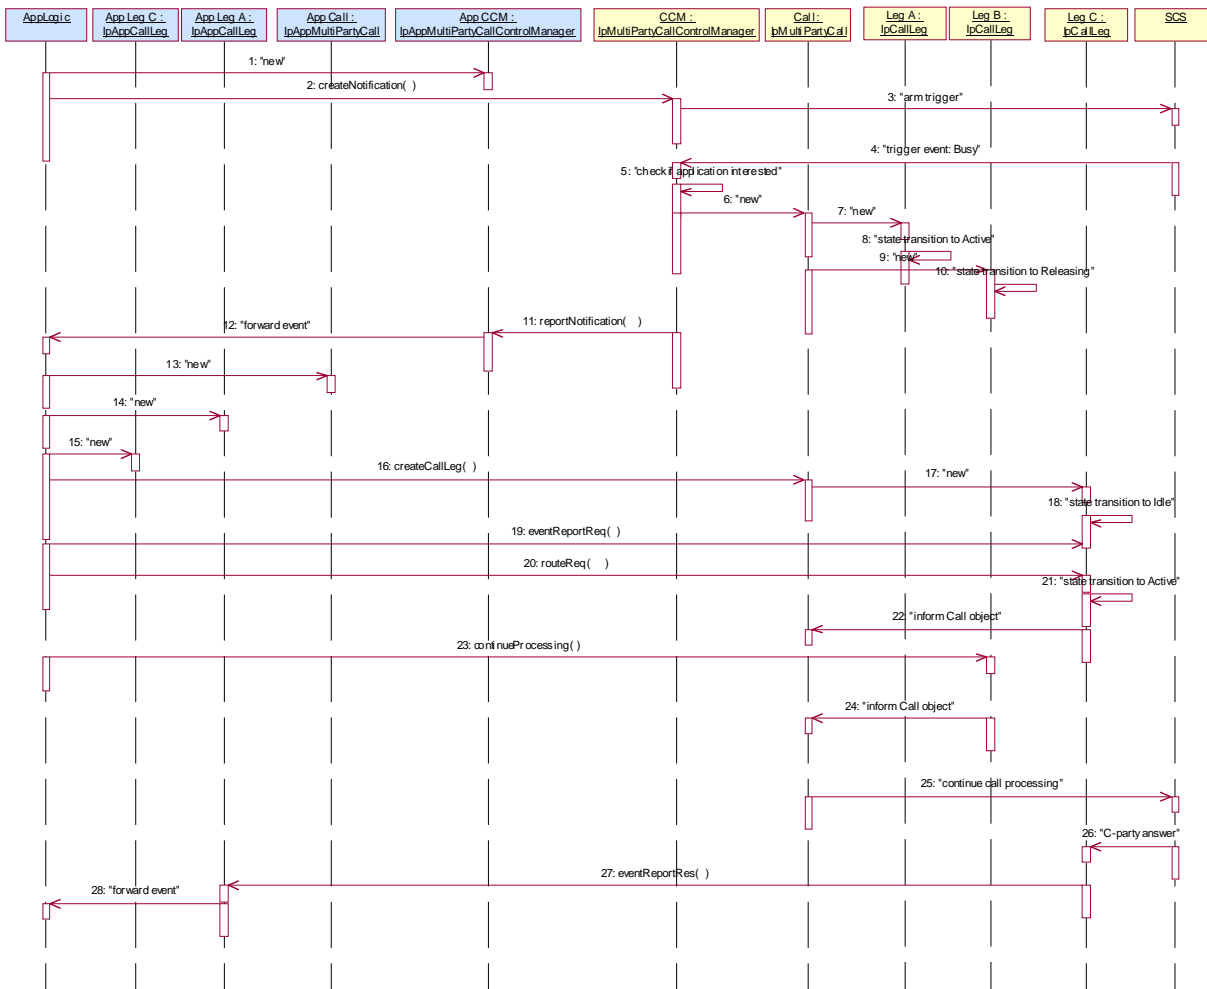 AppLogic
App Leg C :
IpAppCallLeg
App Leg A :
IpAppCallLeg
App Call :
IpAppMultiPartyCall
App CCM :
IpAppMultiPartyCallControlManager
CCM :
IpMultiPartyCallControlManager
Call :
IpMultiPartyCall
Leg A :
IpCallLeg
Leg B :
IpCallLeg
Leg C :
IpCallLeg
SCS
1: "new"
2: createNotification( )
3: "arm trigger"
4: "trigger event: Busy"
5: "check if application interested"
6: "new"
7: "new"
8: "state transition to Active"
9: "new"
10: "state transition to Releasing"
11: reportNotification( )
12: "forward event"
13: "new"
14: "new"
15: "new"
16: createCallLeg( )
17: "new"
18: "state transition to Idle"
19: eventReportReq( )
20: routeReq( )
21: "state transition to Active"
22: "inform Call object"
23: continueProcessing( )
24: "inform Call object"
25: "continue call processing"
26: "C-party answer"
27: eventReportRes( )
28: "forward event"